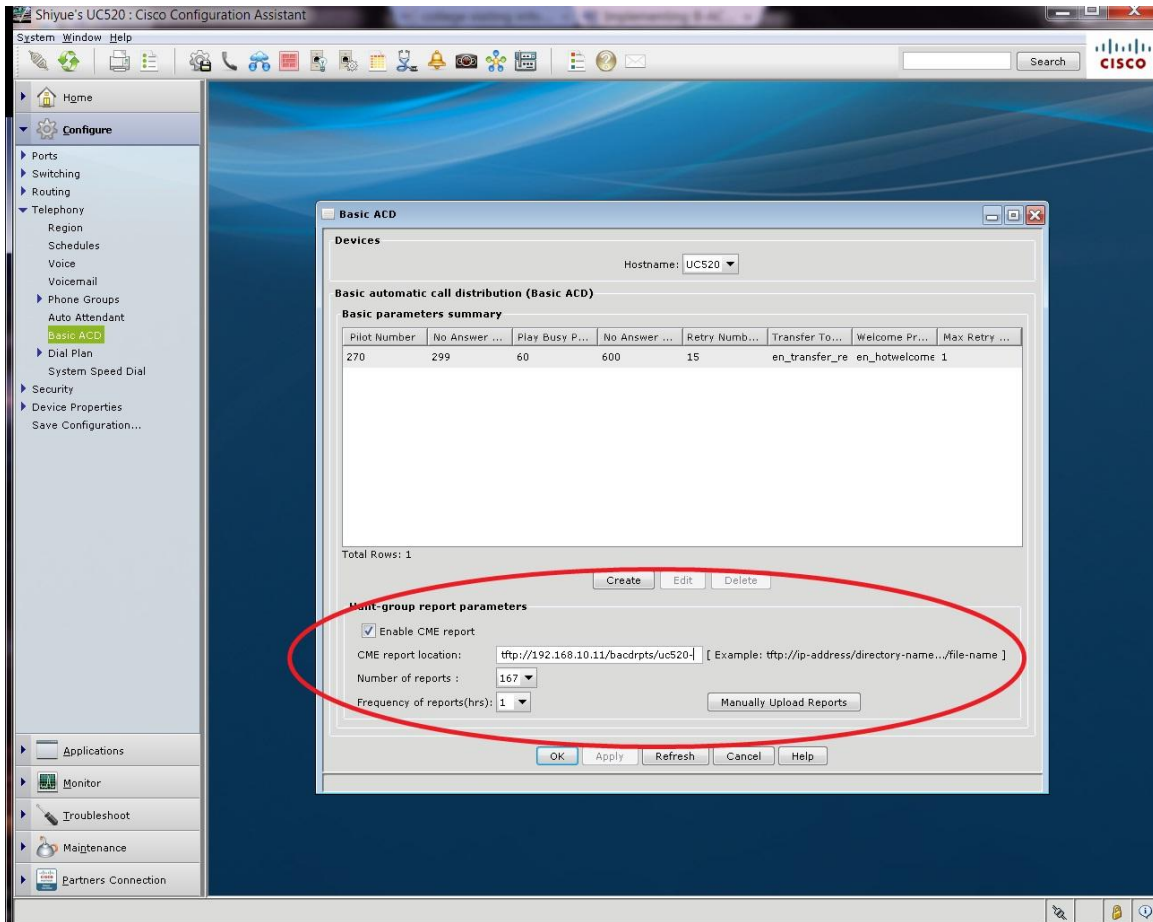 Shiyue's UC520 : Cisco Configuration Assistant
System Window Help
Search
CISCO
Home
Configure
Ports
Switching
Routing
Telephony
Region
Schedules
Voice
Voicemail
Phone Groups
Auto Attendant
Basic ACD
Dial Plan
System Speed Dial
Security
Device Properties
Save Configuration...
Applications
Monitor
Troubleshoot
Maintenance
Partners Connection
Basic ACD
Devices
Hostname: UC520
Basic automatic call distribution (Basic ACD)
Basic parameters summary
Pilot Number No Answer ... Play Busy P... No Answer ... Retry Numb... Transfer To... Welcome Pr... Max Retry ...
270 299 60 600 15 en_transfer_re en_hotwelcome 1
Total Rows: 1
Create Edit Delete
Hunt-group report parameters
Enable CME report
CME report location: tftp://192.168.10.11/bacdrpts/uc520- [ Example: tftp://ip-address/directory-name.../file-name ]
Number of reports : 167
Frequency of reports(hrs): 1 Manually Upload Reports
OK Apply Refresh Cancel Help